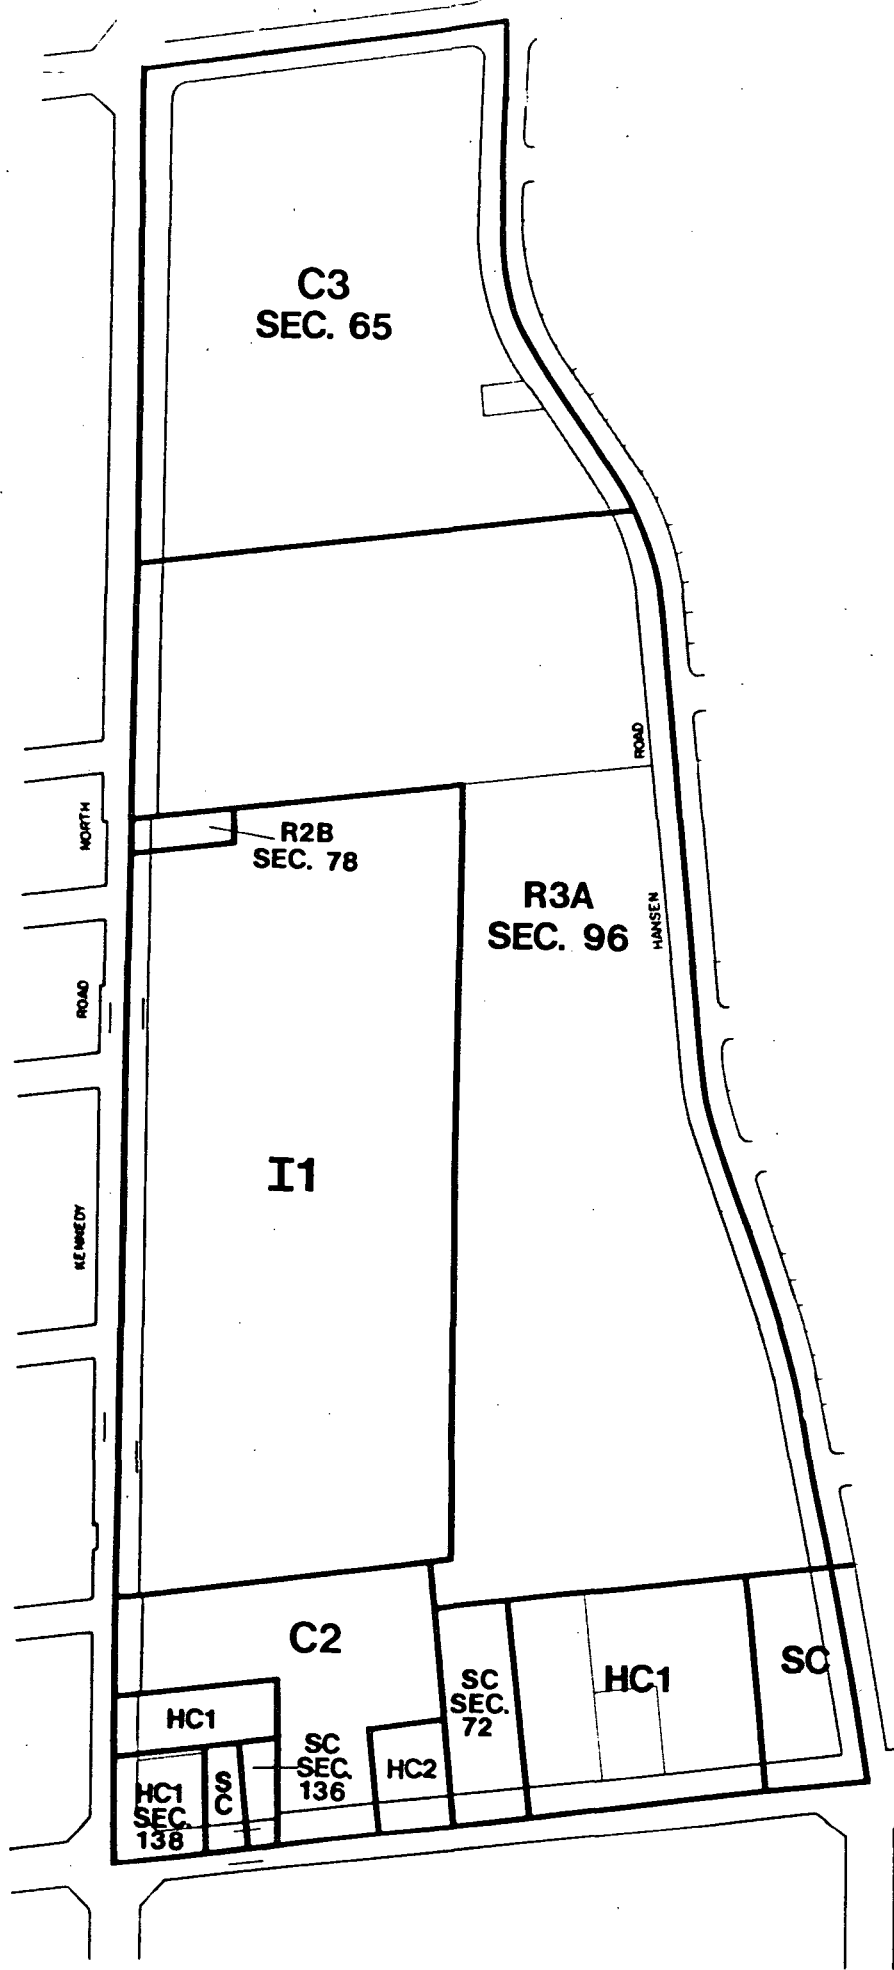 C3
SEC. 65
ROAD
NORTH
R2B
SEC. 78
R3A
SEC. 96
HANSEN
ROAD
I1
KENNEDY
C2
SC
SEC.
72
HC1
SC
HC1
SC
SEC.
136
HC2
HC1
SEC.
138
SC